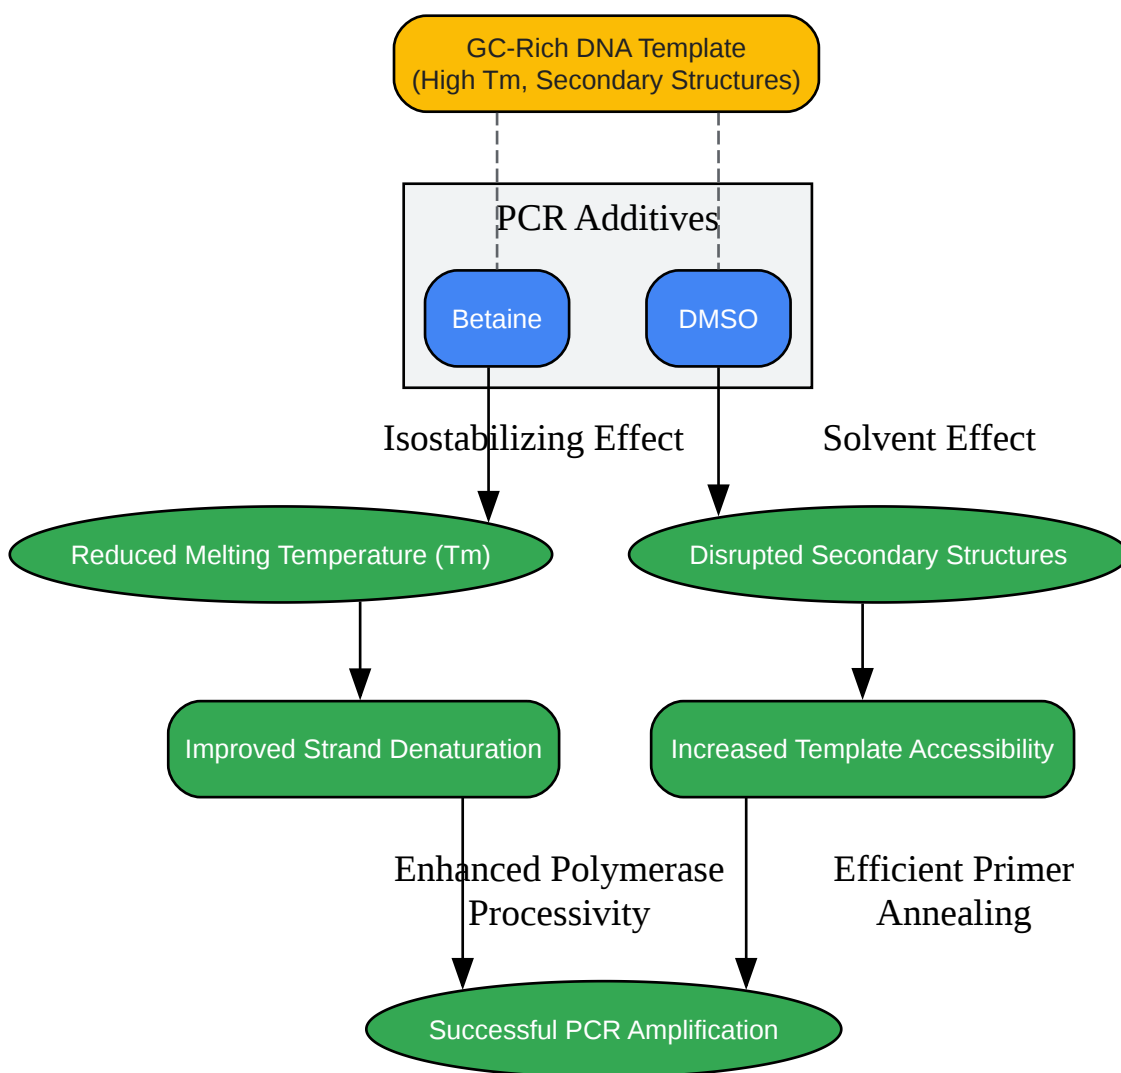 GC-Rich DNA Template
(High Tm, Secondary Structures)
PCR Additives
Betaine
DMSO
Isostabilizing Effect
Solvent Effect
Reduced Melting Temperature (Tm)
Disrupted Secondary Structures
Improved Strand Denaturation
Increased Template Accessibility
Enhanced Polymerase
Processivity
Efficient Primer
Annealing
Successful PCR Amplification